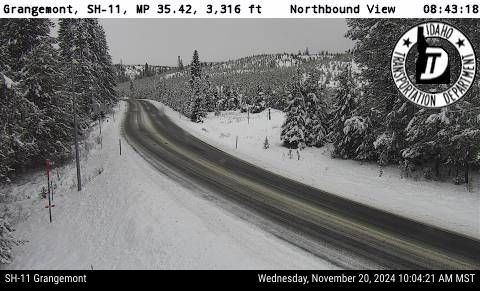 Grangemont, SH-11, MP 35.42, 3,316 ft Northbound View 08:43:18
IDAHO
TRANSPORTATION DEPARTMENT
SH-11 Grangemont Wednesday, November 20, 2024 10:04:21 AM MST